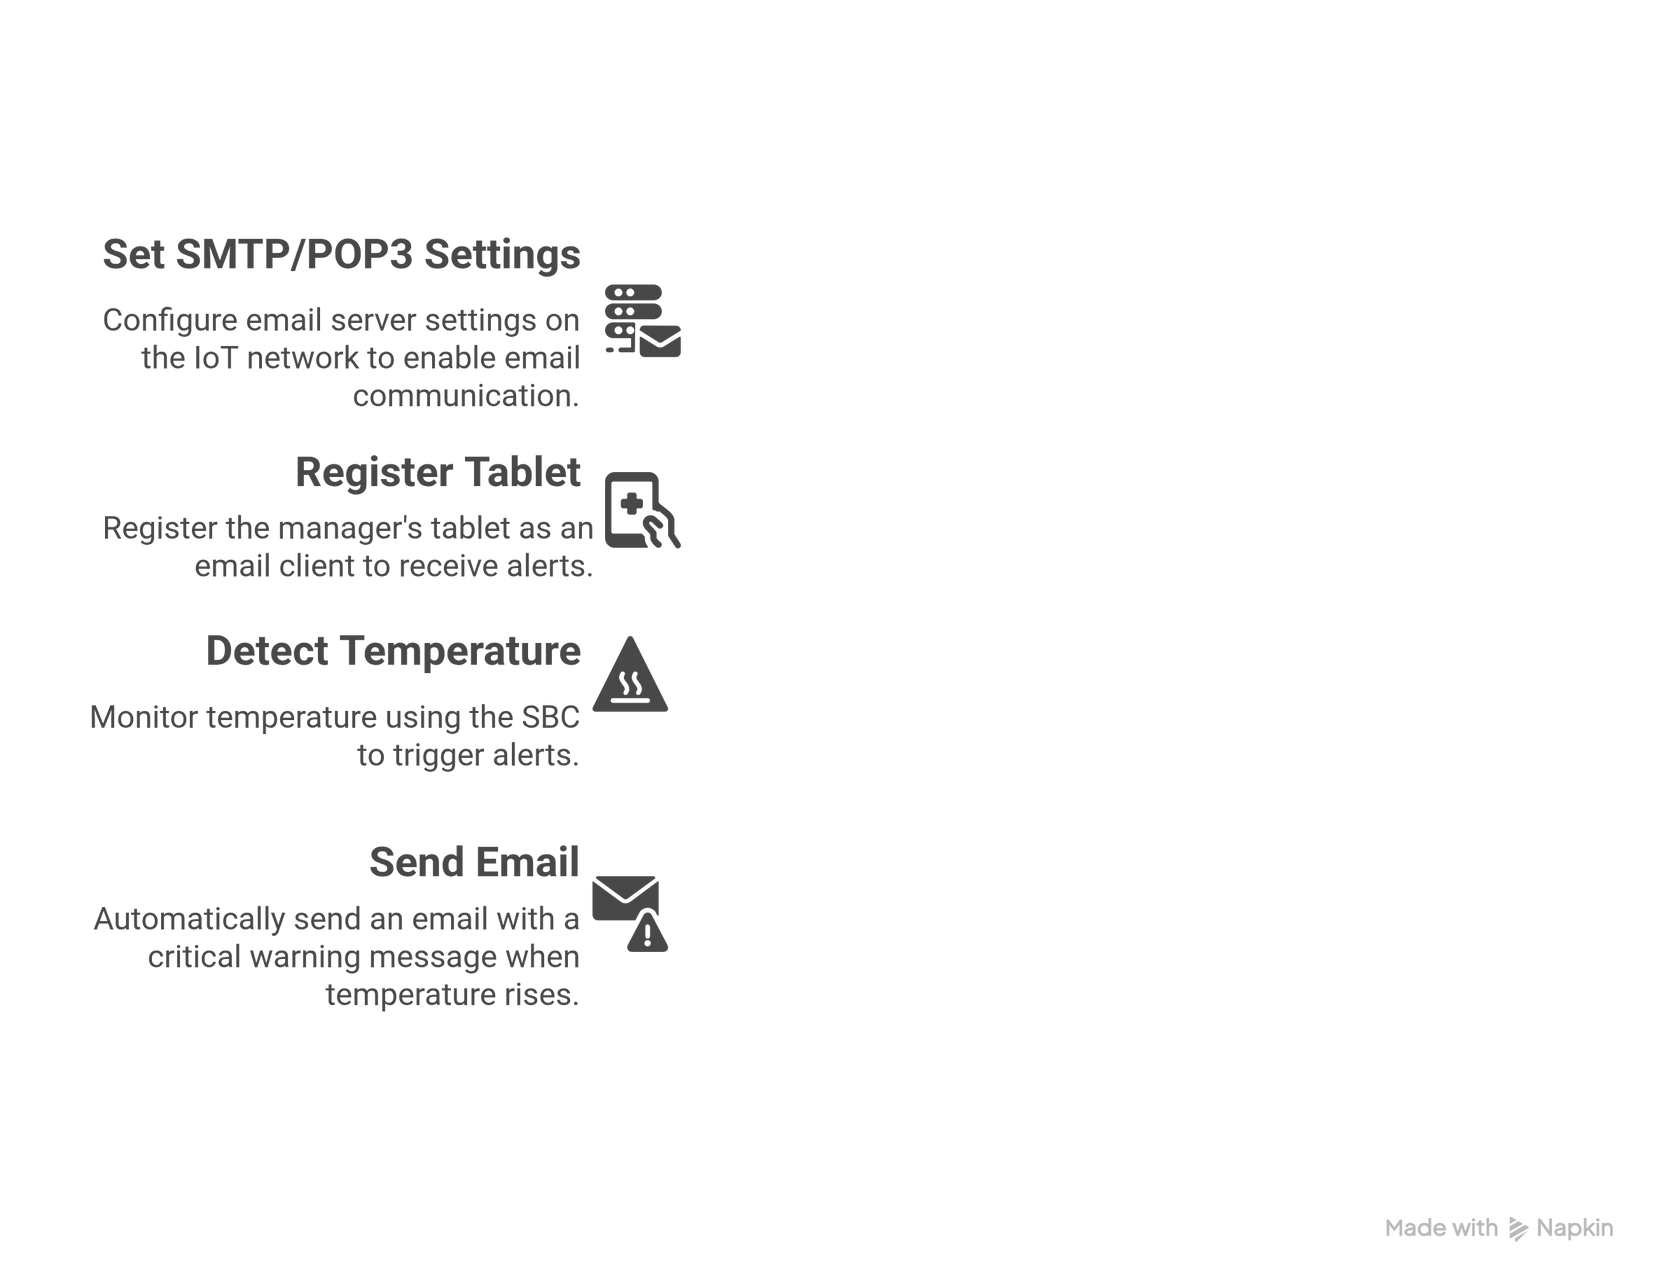 Set SMTP/POP3 Settings
Configure email server settings on
the IoT network to enable email
communication.
Register Tablet
Register the manager's tablet as an
email client to receive alerts.
Detect Temperature
Monitor temperature using the SBC
to trigger alerts.
Send Email
Automatically send an email with a
critical warning message when
temperature rises.
Made with Napkin